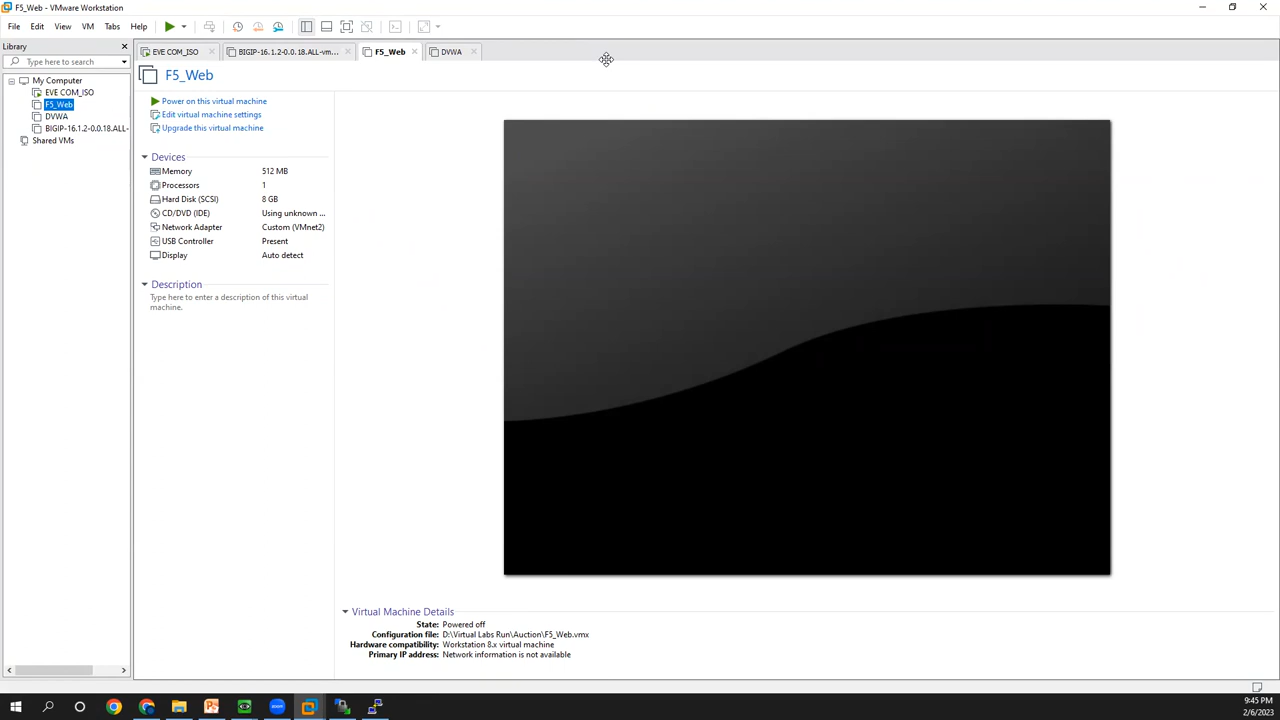 F5_Web - VMware Workstation
File Edit View VM Tabs Help
Library
Type here to search
My Computer
EVE COM_ISO
F5_Web
DVWA
BIGIP-16.1.2-0.0.18.ALL-
Shared VMs
EVE COM_ISO BIGIP-16.1.2-0.0.18.ALL-vm... F5_Web DVWA
F5_Web
Power on this virtual machine
Edit virtual machine settings
Upgrade this virtual machine
Devices
Memory 512 MB
Processors 1
Hard Disk (SCSI) 8 GB
CD/DVD (IDE) Using unknown ...
Network Adapter Custom (VMnet2)
USB Controller Present
Display Auto detect
Description
Type here to enter a description of this virtual
machine.
Virtual Machine Details
State: Powered off
Configuration file: D:\Virtual Labs Run\Auction\F5_Web.vmx
Hardware compatibility: Workstation 8.x virtual machine
Primary IP address: Network information is not available
9:45 PM
2/6/2023